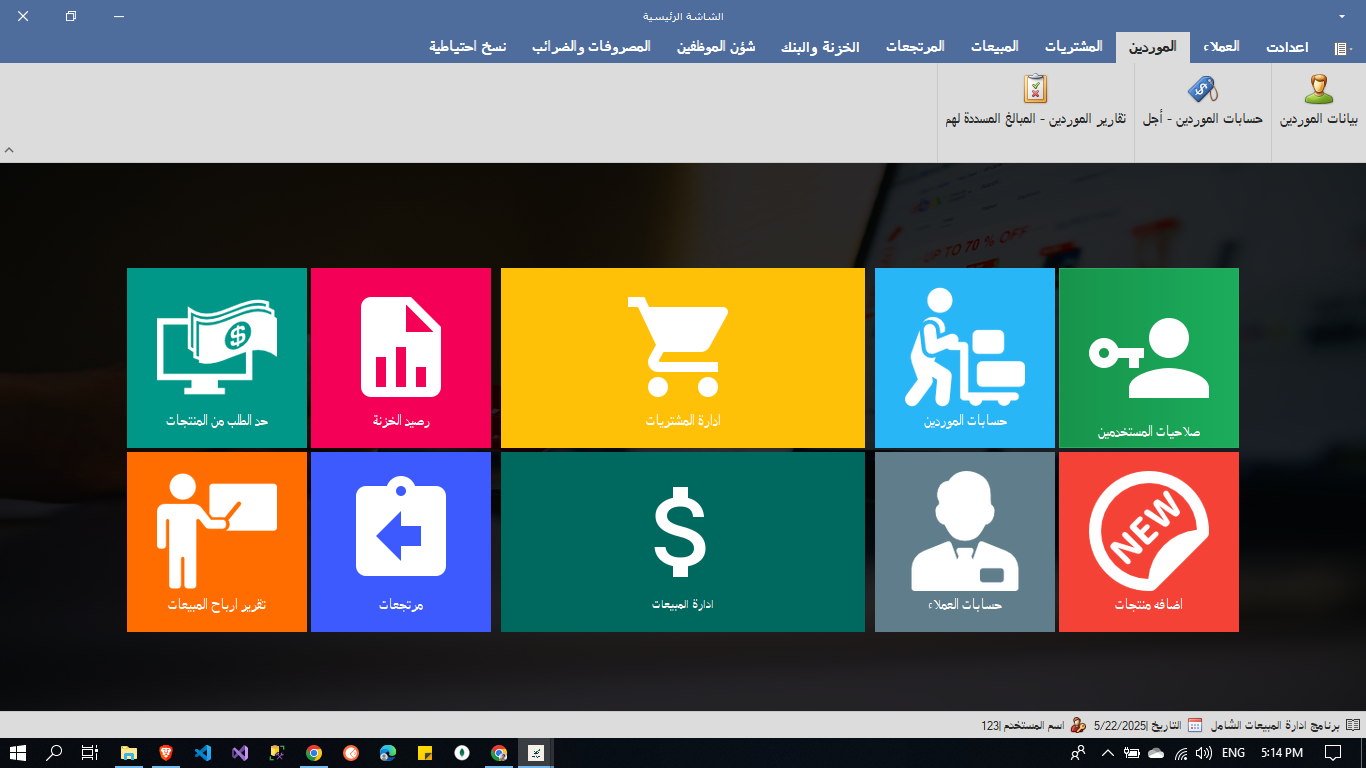 الشاشة الرئيسية
اعدادت العملاء الموردين المشتريات المبيعات المرتجعات الخزنة والبنك شؤن الموظفين المصروفات والضرائب نسخ احتياطية
بيانات الموردين حسابات الموردين - أجل تقارير الموردين - المبالغ المسددة لهم
UP TO 70 % OFF
صلاحيات المستخدمين
حسابات الموردين
ادارة المشتريات
رصيد الخزنة
حد الطلب من المنتجات
NEW
اضافه منتجات
حسابات العملاء
ادارة المبيعات
مرتجعات
تقرير ارباح المبيعات
برنامج ادارة المبيعات الشامل التاريخ |5/22/2025 اسم المستخدم |123
ENG 5:14 PM